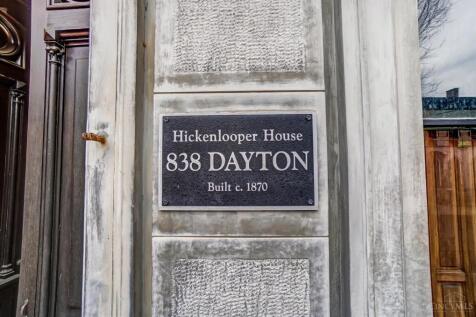 Hickenlooper House
838 DAYTON
Built c. 1870